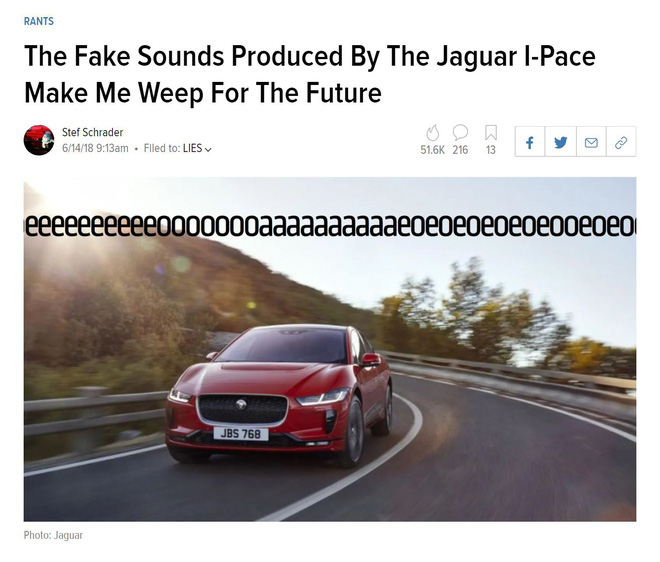 RANTS
The Fake Sounds Produced By The Jaguar I-Pace
Make Me Weep For The Future
Stef Schrader
6/14/18 9:13am • Filed to: LIES
51.6K 216 13
eeeeeeeeeeoooooooaaaaaaaaaaaeoeoeoeoeoeooeoeo
JBS 768
Photo: Jaguar